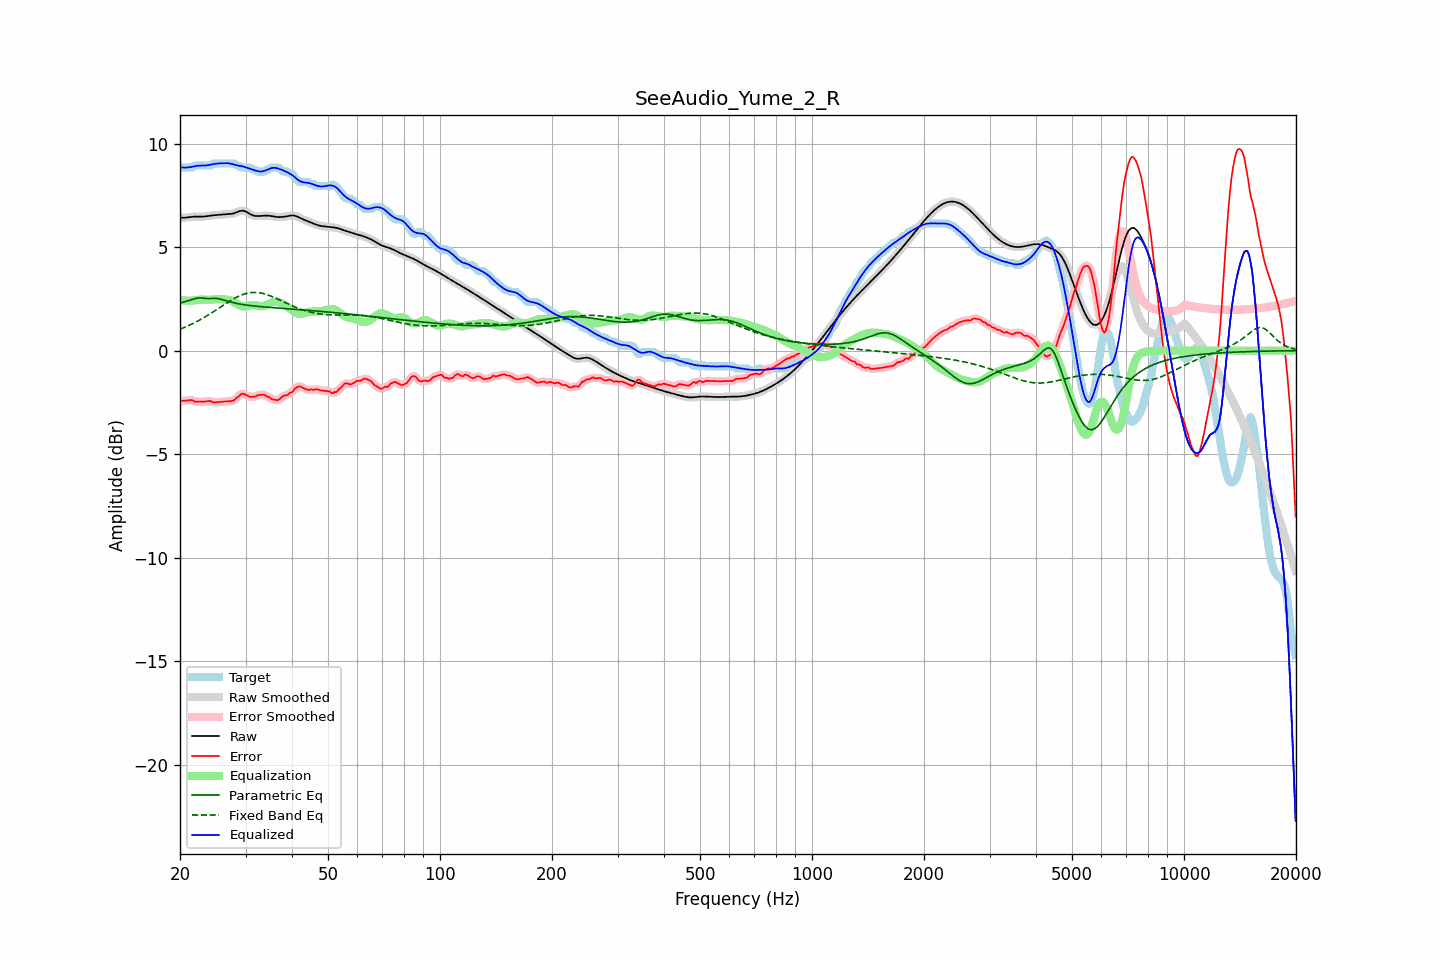 SeeAudio_Yume_2_R
Amplitude (dBr)
10
5
0
−5
−10
−15
−20
Target
Raw Smoothed
Error Smoothed
Raw
Error
Equalization
Parametric Eq
Fixed Band Eq
Equalized
20 50 100 200 500 1000 2000 5000 10000 20000
Frequency (Hz)